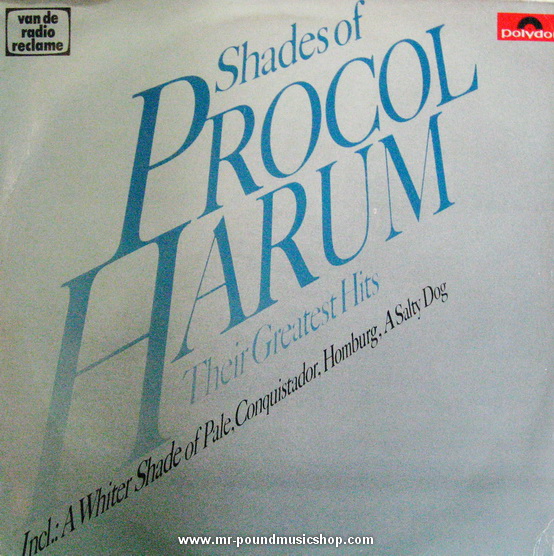 van de
radio
reclame
polydor
Shades of
PROCOL
HARUM
Their Greatest Hits
Incl.: A Whiter Shade of Pale, Conquistador, Homburg, A Salty Dog
www.mr-poundmusicshop.com